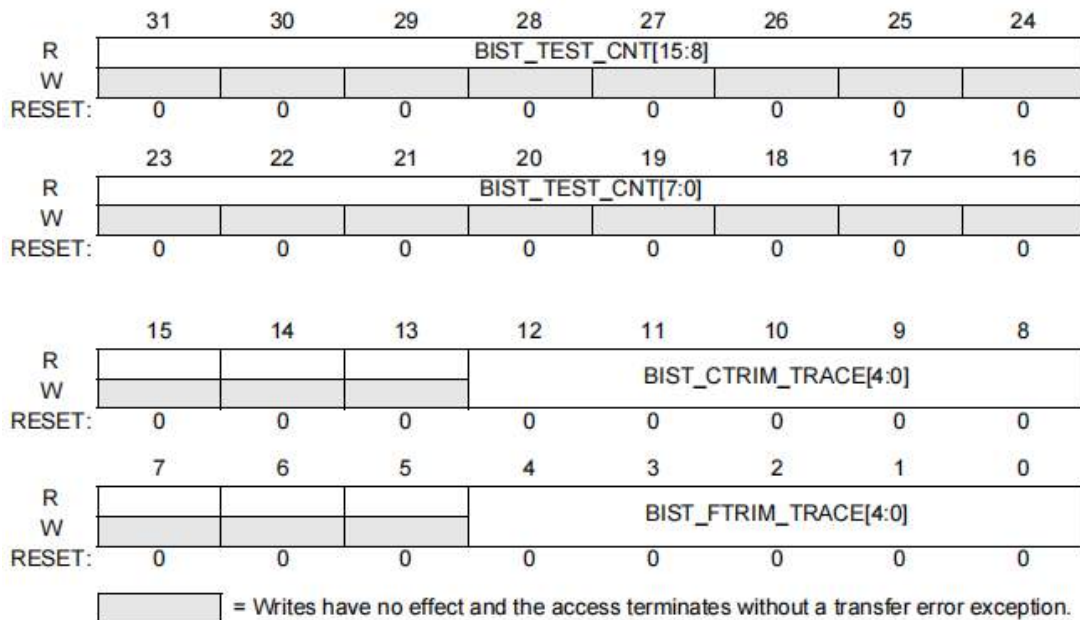 31 30 29 28 27 26 25 24
R BIST_TEST_CNT[15:8]
W
RESET: 0 0 0 0 0 0 0 0
23 22 21 20 19 18 17 16
R BIST_TEST_CNT[7:0]
W
RESET: 0 0 0 0 0 0 0 0
15 14 13 12 11 10 9 8
R BIST_CTRIM_TRACE[4:0]
W
RESET: 0 0 0 0 0 0 0 0
7 6 5 4 3 2 1 0
R BIST_FTRIM_TRACE[4:0]
W
RESET: 0 0 0 0 0 0 0 0
= Writes have no effect and the access terminates without a transfer error exception.